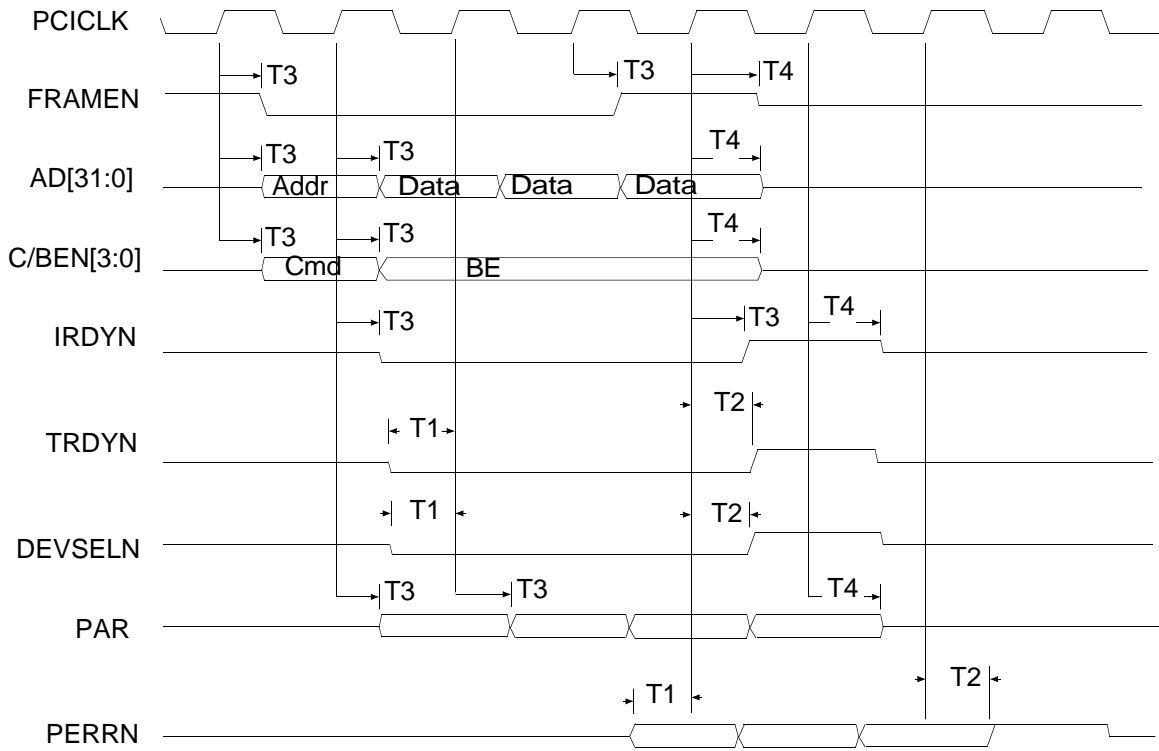 PCICLK
T3 T3 T4
FRAMEN
T3 T3 T4
AD[31:0]
Addr Data Data Data
T3 T3 T4
C/BEN[3:0]
Cmd BE
T3 T3 T4
IRDYN
T2
T1
TRDYN
T1 T2
DEVSELN
T3 T3 T4
PAR
T1 T2
PERRN